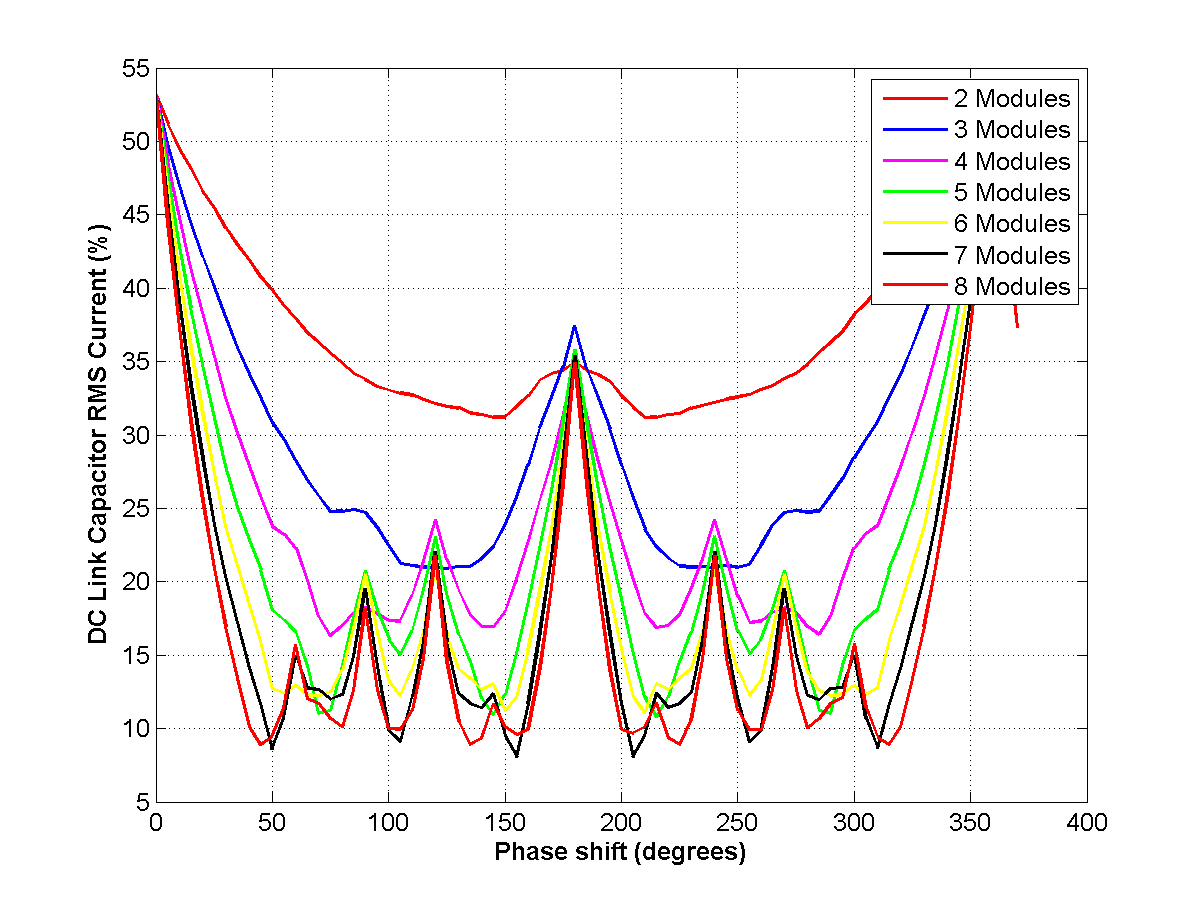 55
50
45
40
35
30
25
20
15
10
5
0 50 100 150 200 250 300 350 400
DC Link Capacitor RMS Current (%)
Phase shift (degrees)
2 Modules
3 Modules
4 Modules
5 Modules
6 Modules
7 Modules
8 Modules